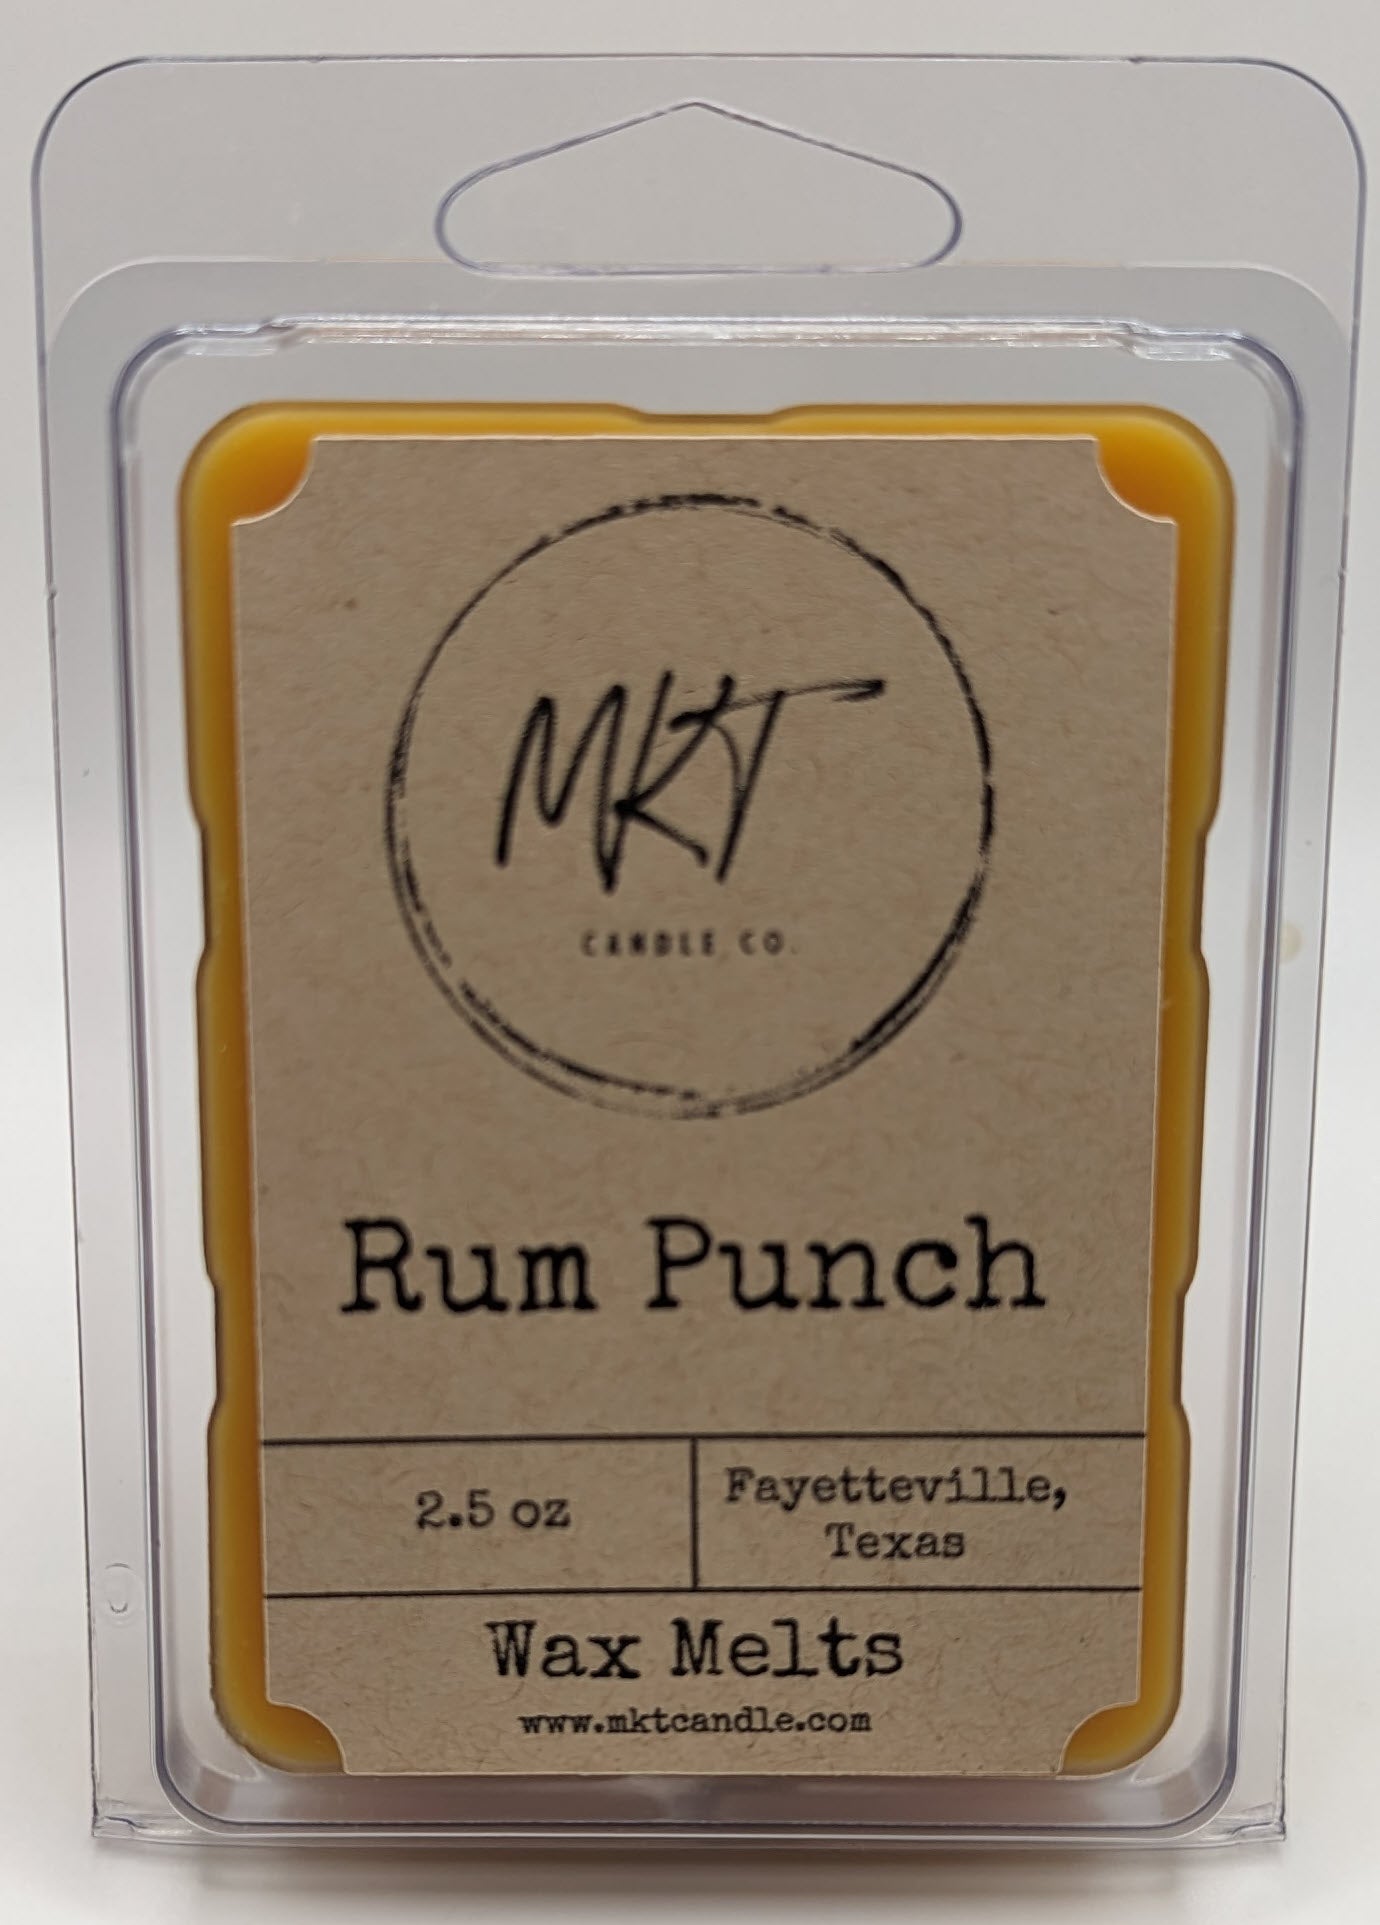 MKT
CANDLE CO.
Rum Punch
2.5 oz
Fayetteville,
Texas
Wax Melts
www.mktcandle.com